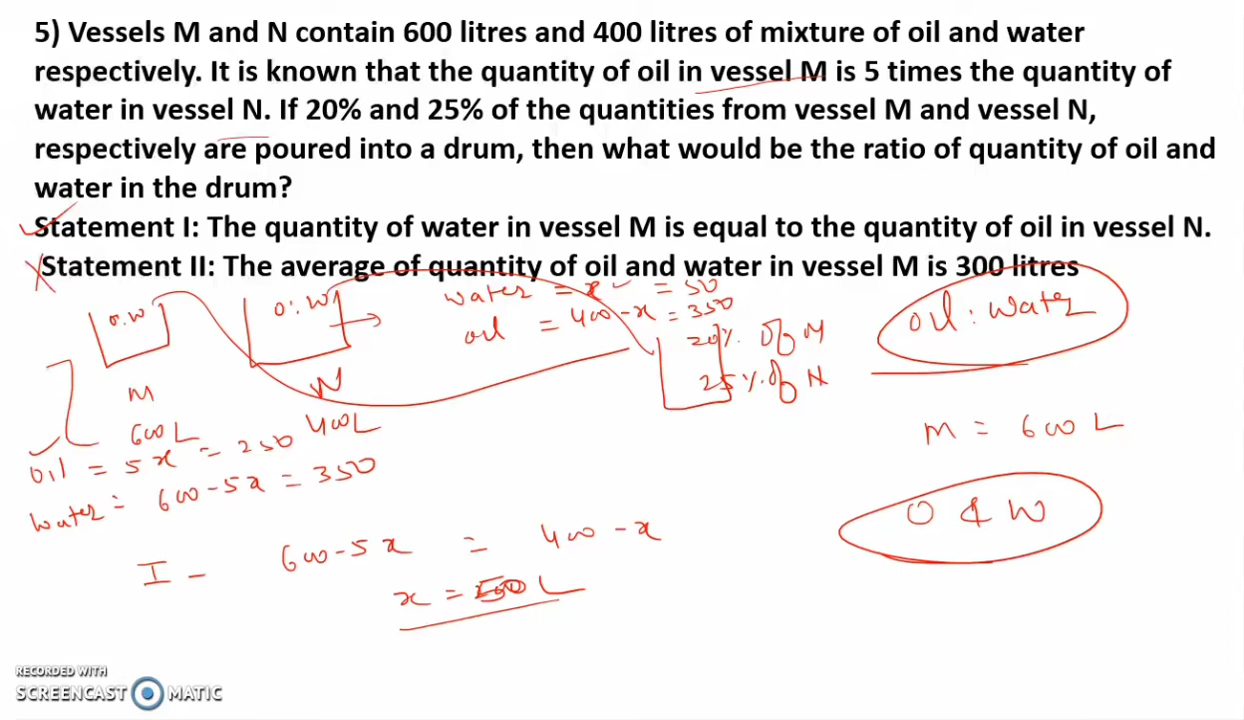 5) Vessels M and N contain 600 litres and 400 litres of mixture of oil and water
respectively. It is known that the quantity of oil in vessel M is 5 times the quantity of
water in vessel N. If 20% and 25% of the quantities from vessel M and vessel N,
respectively are poured into a drum, then what would be the ratio of quantity of oil and
water in the drum?
Statement I: The quantity of water in vessel M is equal to the quantity of oil in vessel N.
Statement II: The average of quantity of oil and water in vessel M is 300 litres
O:W
O:W
water = x = 50
oil = 400-x = 350
20% of M
25% of N
oil : water
M
600 L
N
400L
oil = 5x = 250
water = 600-5x = 350
M = 600 L
O & W
I - 600-5x = 400-x
x = 50 L
RECORDED WITH
SCREENCAST MATIC